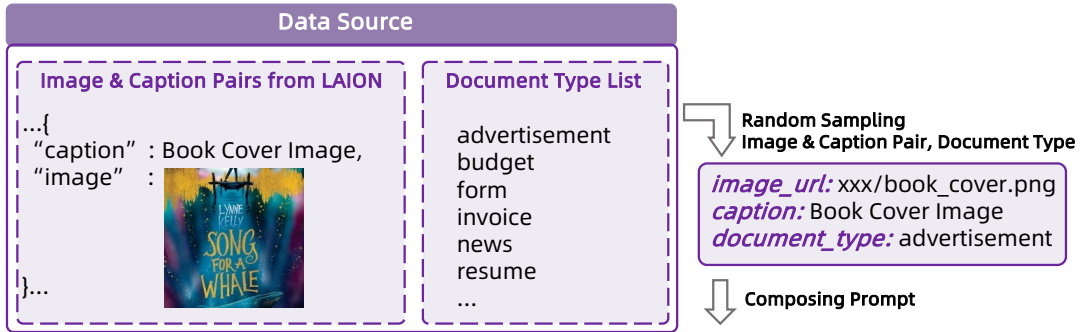 Data Source
Image & Caption Pairs from LAION
...{
“caption” : Book Cover Image,
“image” :
LYNNE
KELLY
SONG
FOR A
WHALE
}...
Document Type List
advertisement
budget
form
invoice
news
resume
...
Random Sampling
Image & Caption Pair, Document Type
image_url: xxx/book_cover.png
caption: Book Cover Image
document_type: advertisement
Composing Prompt